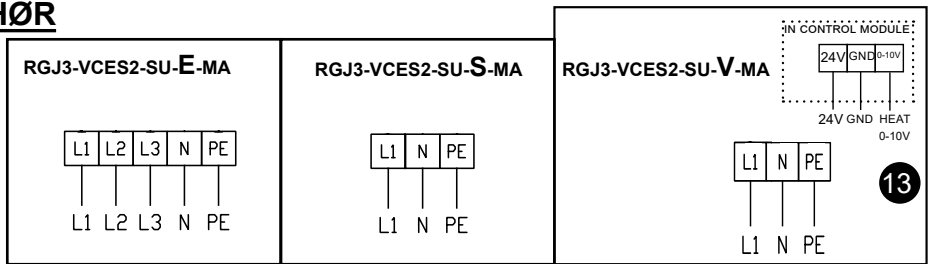 HØR
RGJ3-VCES2-SU-E-MA
L1 L2 L3 N PE
L1 L2 L3 N PE
RGJ3-VCES2-SU-S-MA
L1 N PE
L1 N PE
RGJ3-VCES2-SU-V-MA
IN CONTROL MODULE
24V GND 0-10V
24V GND HEAT
0-10V
L1 N PE
L1 N PE
13